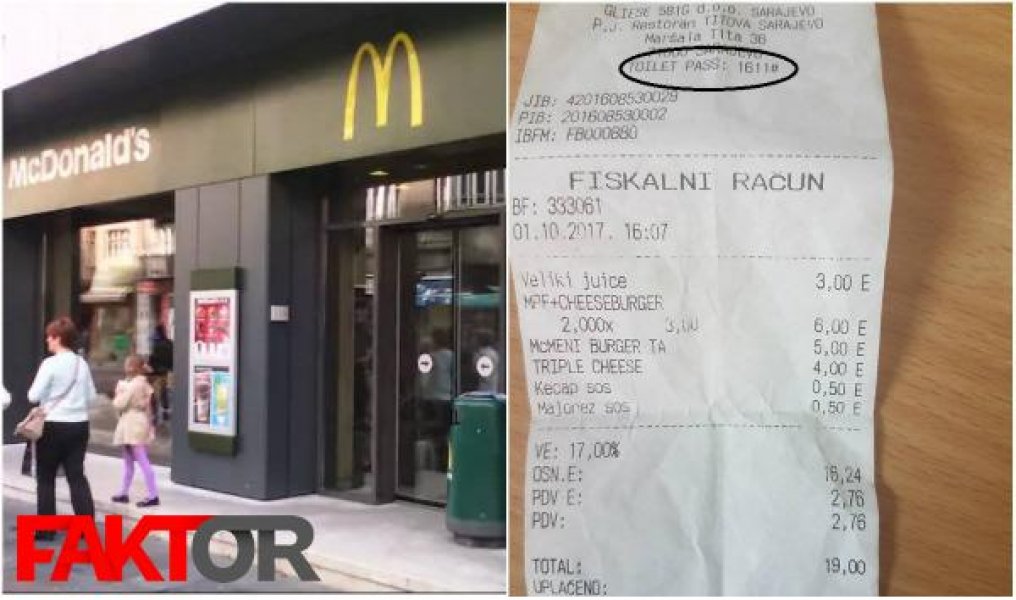 McDonald's
FAKTOR
GLIESE 581G d.o.o. SARAJEVO
P.J. Restoran TITOVA SARAJEVO
Maršala Tita 36
SARAJEVO
TOILET PASS: 1611#
JIB: 4201608530029
PIB: 201608530002
IBFM: FB000880
FISKALNI RAČUN
BF: 333061
01.10.2017. 16:07
Veliki juice 3,00 E
MPF+CHEESEBURGER
2,000x 3,00 6,00 E
McMENI BURGER TA 5,00 E
TRIPLE CHEESE 4,00 E
Kecap sos 0,50 E
Majonez sos 0,50 E
VE: 17,00%
OSN.E: 16,24
PDV E: 2,76
PDV: 2,76
TOTAL: 19,00
UPLAĆENO: